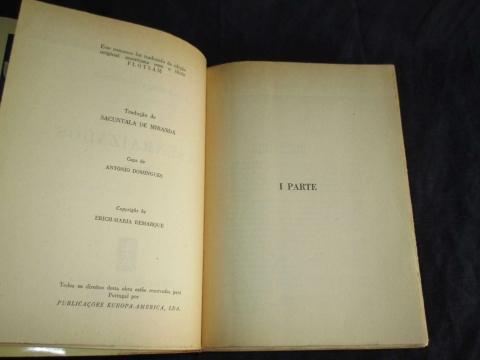 Este romance foi traduzido da edição
original americana com o título
FLOTSAM
Tradução de
SACUNTALA DE MIRANDA
Capa de
ANTÓNIO DOMINGUES
Copyright by
ERICH-MARIA REMARQUE
Todos os direitos desta obra estão reservados para
Portugal por
PUBLICAÇÕES EUROPA-AMÉRICA, LDA.
I PARTE